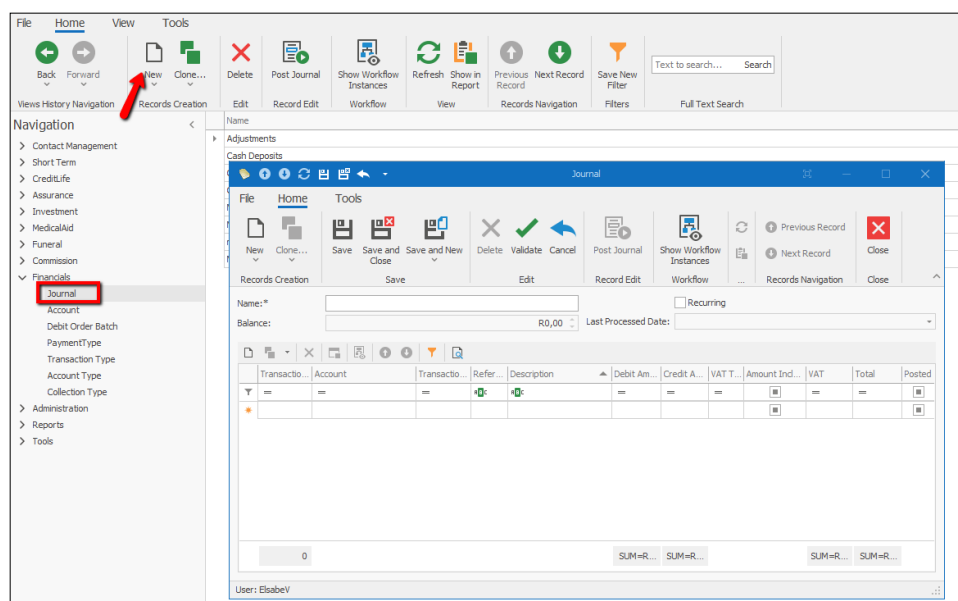 File Home View Tools
Back Forward New Clone... Delete Post Journal Show Workflow Instances Refresh Show in Report Previous Record Next Record Save New Filter Text to search... Search
Views History Navigation Records Creation Edit Record Edit Workflow View Records Navigation Filters Full Text Search
Navigation
Contact Management
Short Term
CreditLife
Assurance
Investment
MedicalAid
Funeral
Commission
Financials
Journal
Account
Debit Order Batch
PaymentType
Transaction Type
Account Type
Collection Type
Administration
Reports
Tools
Name
Adjustments
Cash Deposits
Journal
File Home Tools
New Clone... Save Save and Close Save and New Delete Validate Cancel Post Journal Show Workflow Instances Previous Record Next Record Close
Records Creation Save Edit Record Edit Workflow ... Records Navigation Close
Name:* Recurring
Balance: R0,00 Last Processed Date:
Transactio... Account Transactio... Refer... Description Debit Am... Credit A... VAT T... Amount Incl... VAT Total Posted
= = = = = = = =
0 SUM=R... SUM=R... SUM=R... SUM=R...
User: ElsabeV